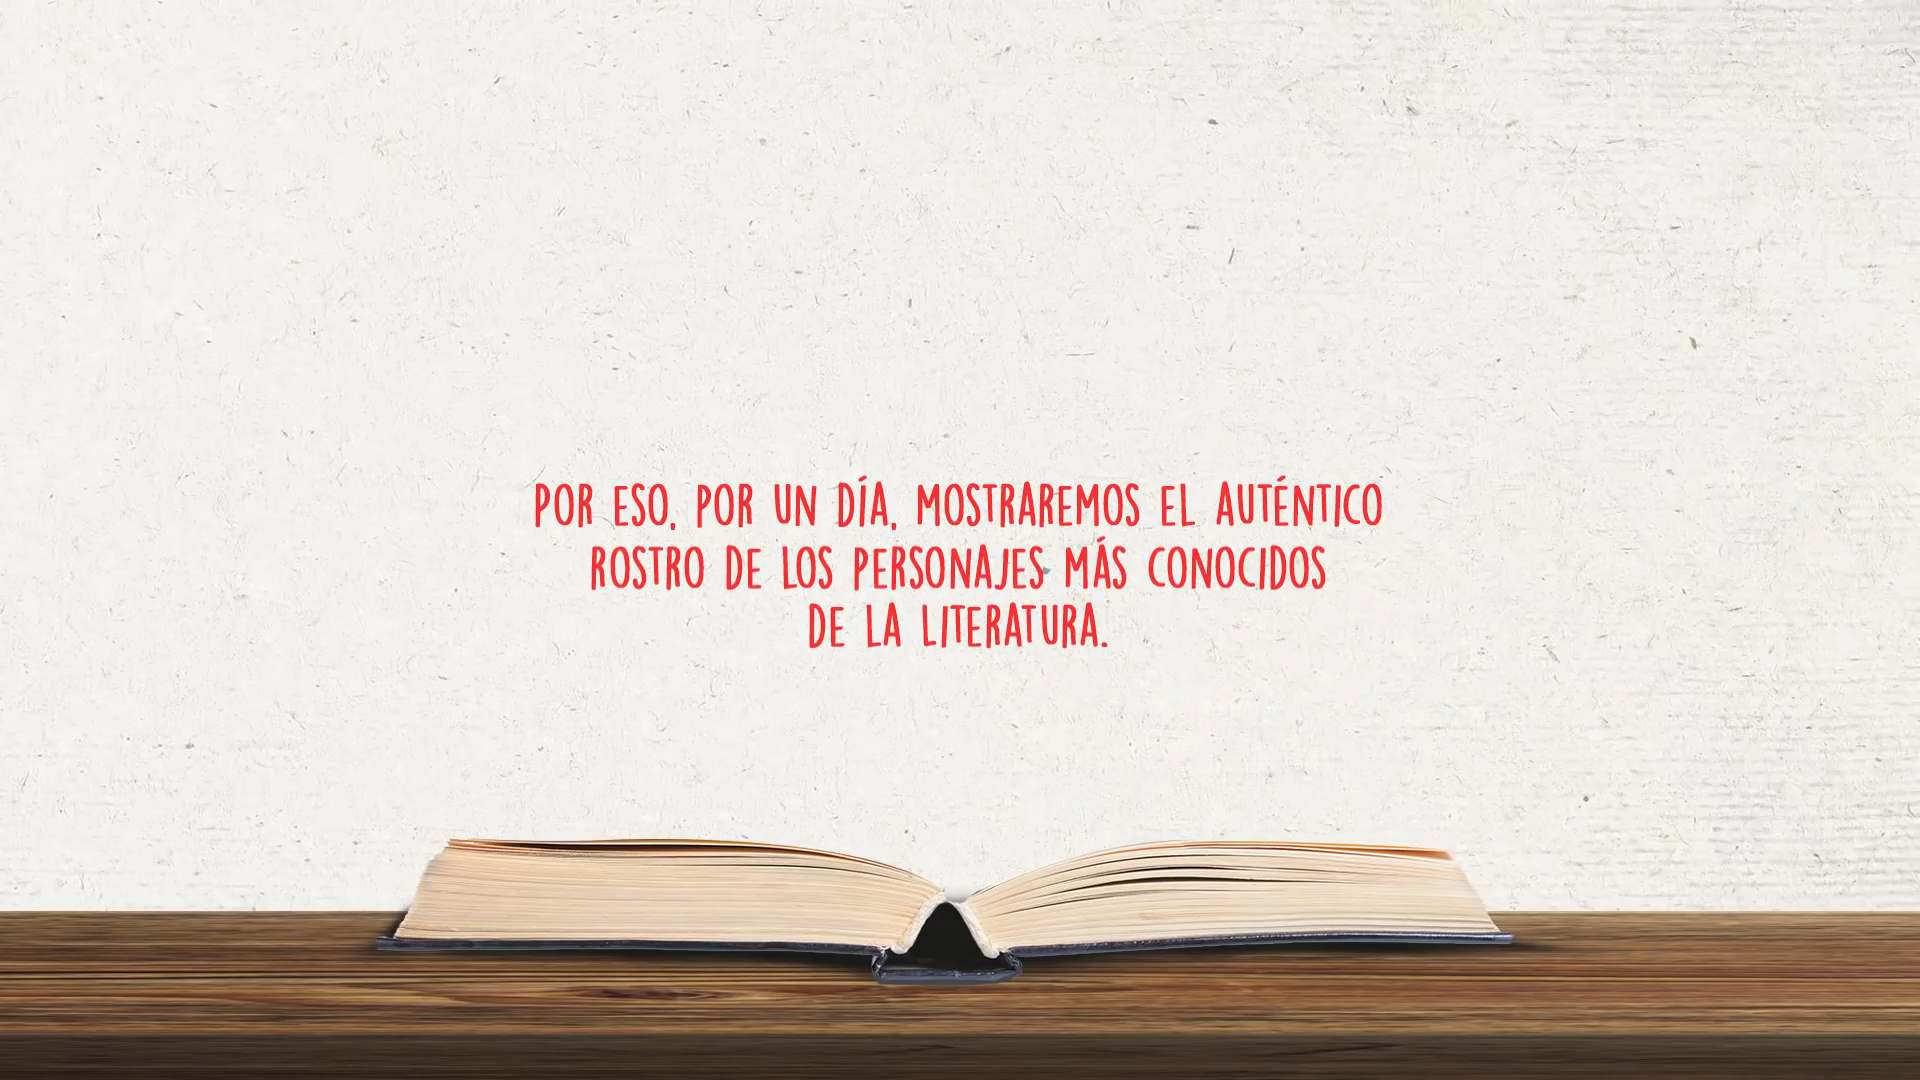 POR ESO, POR UN DÍA, MOSTRAREMOS EL AUTÉNTICO
ROSTRO DE LOS PERSONAJES MÁS CONOCIDOS
DE LA LITERATURA.